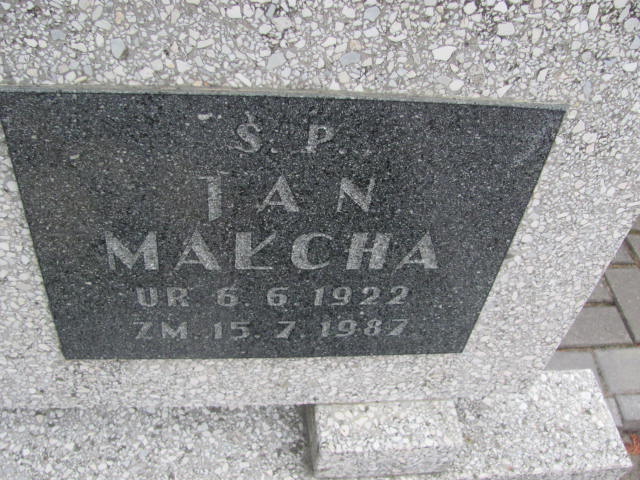 Ś. P.
JAN
MAŁCHA
UR 6. 6. 1922
ZM. 15. 7. 1987